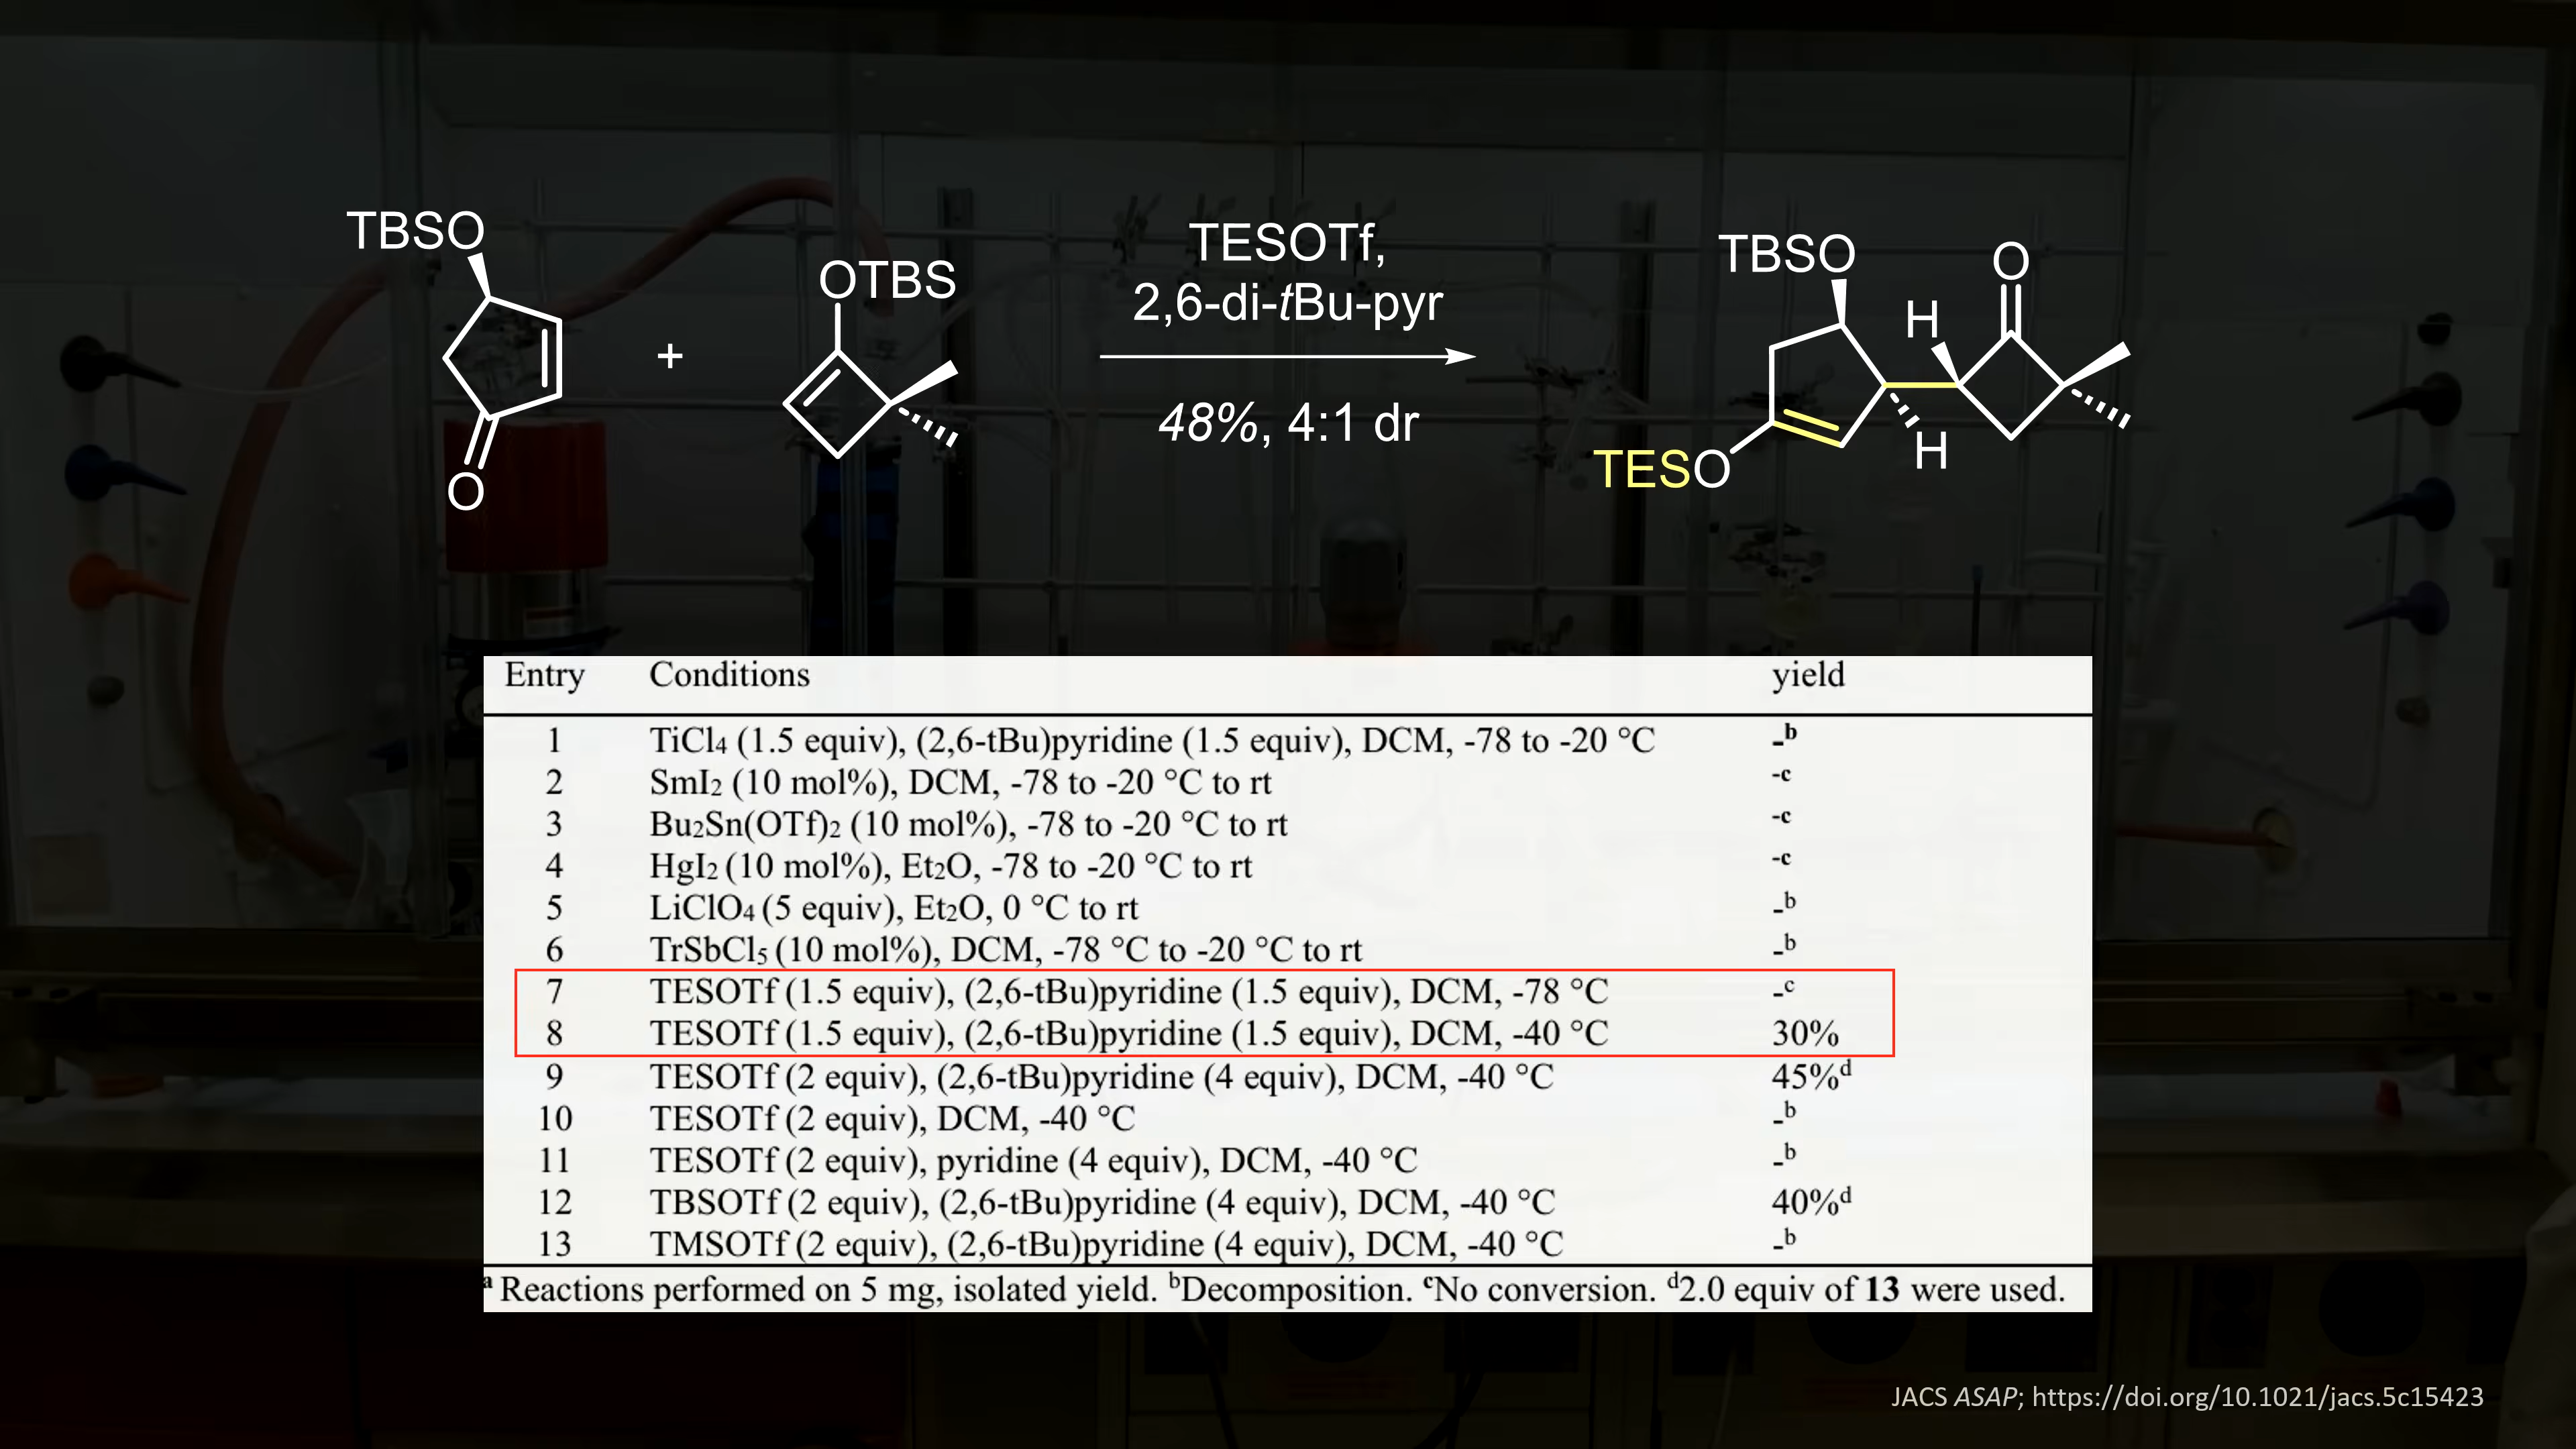 TBSO
O
+
OTBS
TESOTf,
2,6-di-tBu-pyr
48%, 4:1 dr
TBSO
O
H
H
TESO
Entry Conditions yield
1 TiCl₄ (1.5 equiv), (2,6-tBu)pyridine (1.5 equiv), DCM, -78 to -20 °C -ᵇ
2 SmI₂ (10 mol%), DCM, -78 to -20 °C to rt -ᶜ
3 Bu₂Sn(OTf)₂ (10 mol%), -78 to -20 °C to rt -ᶜ
4 HgI₂ (10 mol%), Et₂O, -78 to -20 °C to rt -ᶜ
5 LiClO₄ (5 equiv), Et₂O, 0 °C to rt -ᵇ
6 TrSbCl₅ (10 mol%), DCM, -78 °C to -20 °C to rt -ᵇ
7 TESOTf (1.5 equiv), (2,6-tBu)pyridine (1.5 equiv), DCM, -78 °C -ᶜ
8 TESOTf (1.5 equiv), (2,6-tBu)pyridine (1.5 equiv), DCM, -40 °C 30%
9 TESOTf (2 equiv), (2,6-tBu)pyridine (4 equiv), DCM, -40 °C 45%ᵈ
10 TESOTf (2 equiv), DCM, -40 °C -ᵇ
11 TESOTf (2 equiv), pyridine (4 equiv), DCM, -40 °C -ᵇ
12 TBSOTf (2 equiv), (2,6-tBu)pyridine (4 equiv), DCM, -40 °C 40%ᵈ
13 TMSOTf (2 equiv), (2,6-tBu)pyridine (4 equiv), DCM, -40 °C -ᵇ
ᵃ Reactions performed on 5 mg, isolated yield. ᵇDecomposition. ᶜNo conversion. ᵈ2.0 equiv of 13 were used.
JACS ASAP; https://doi.org/10.1021/jacs.5c15423